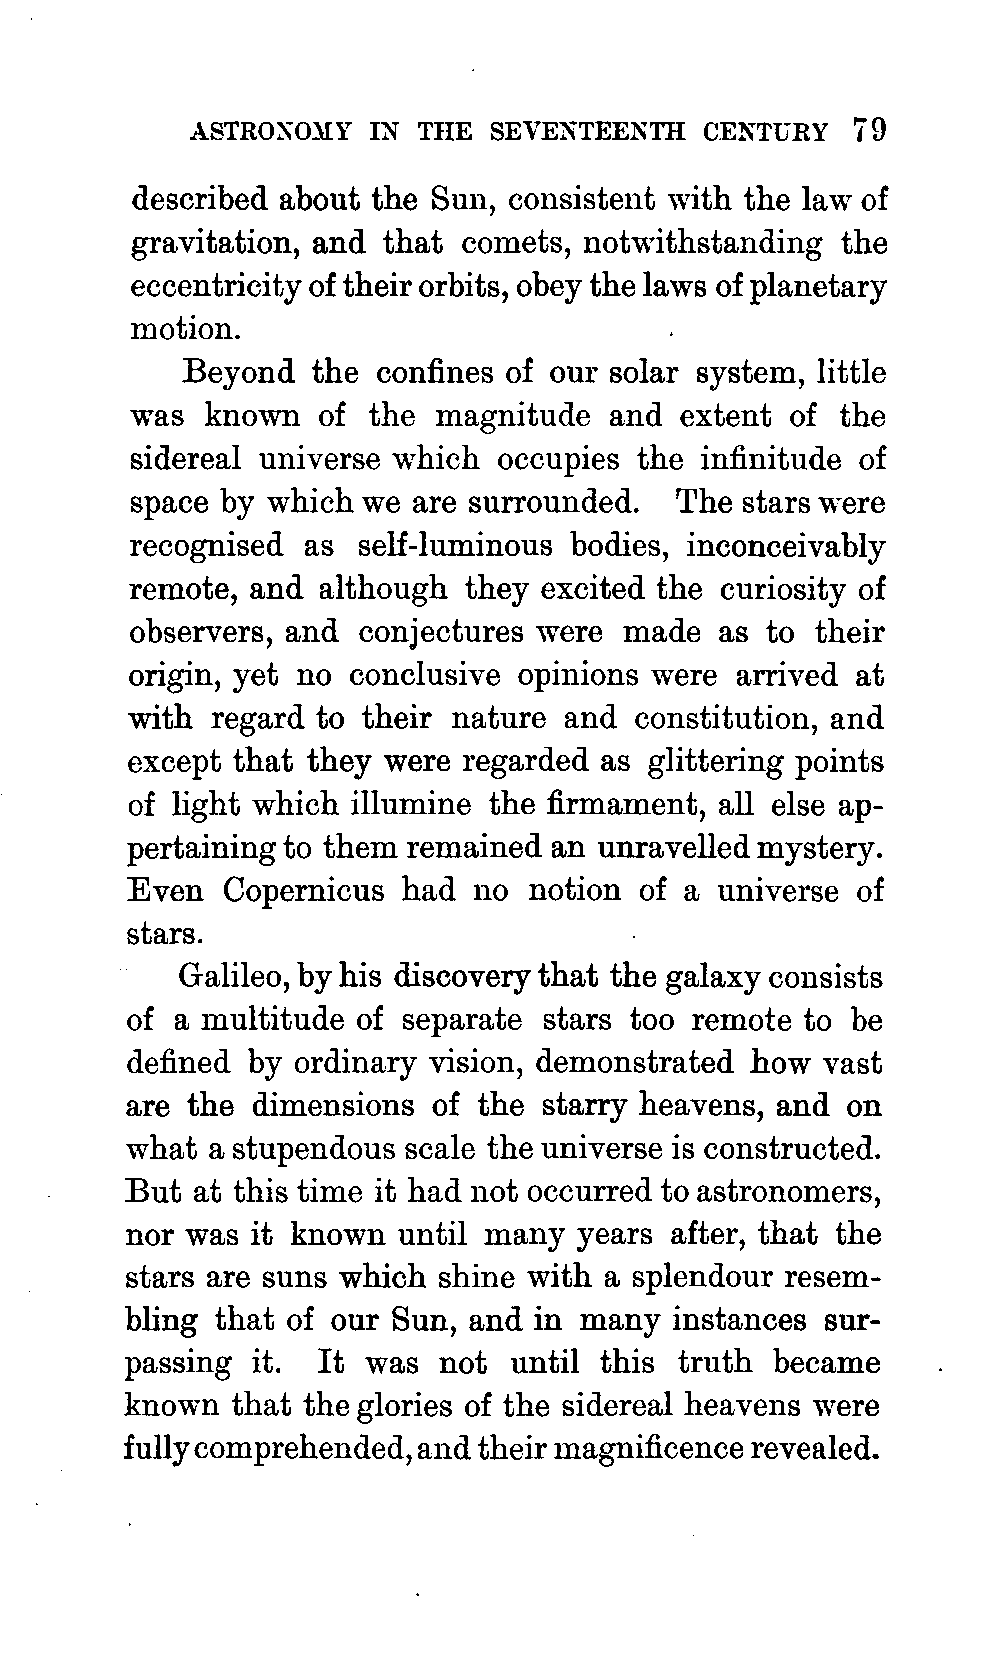 ASTRONOMY IN THE SEVENTEENTH CENTURY 79
described about the Sun, consistent with the law of
gravitation, and that comets, notwithstanding the
eccentricity of their orbits, obey the laws of planetary
motion.
Beyond the confines of our solar system, little
was known of the magnitude and extent of the
sidereal universe which occupies the infinitude of
space by which we are surrounded. The stars were
recognised as self-luminous bodies, inconceivably
remote, and although they excited the curiosity of
observers, and conjectures were made as to their
origin, yet no conclusive opinions were arrived at
with regard to their nature and constitution, and
except that they were regarded as glittering points
of light which illumine the firmament, all else ap-
pertaining to them remained an unravelled mystery.
Even Copernicus had no notion of a universe of
stars.
Galileo, by his discovery that the galaxy consists
of a multitude of separate stars too remote to be
defined by ordinary vision, demonstrated how vast
are the dimensions of the starry heavens, and on
what a stupendous scale the universe is constructed.
But at this time it had not occurred to astronomers,
nor was it known until many years after, that the
stars are suns which shine with a splendour resem-
bling that of our Sun, and in many instances sur-
passing it. It was not until this truth became
known that the glories of the sidereal heavens were
fully comprehended, and their magnificence revealed.